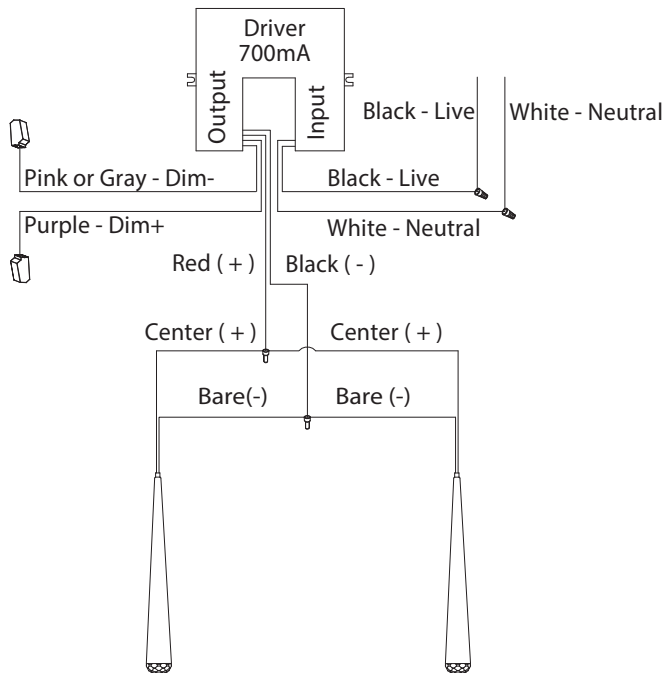 Driver
700mA
Output
Input
Black - Live
White - Neutral
Pink or Gray - Dim-
Black - Live
Purple - Dim+
White - Neutral
Red ( + )
Black ( - )
Center ( + )
Center ( + )
Bare(-)
Bare (-)